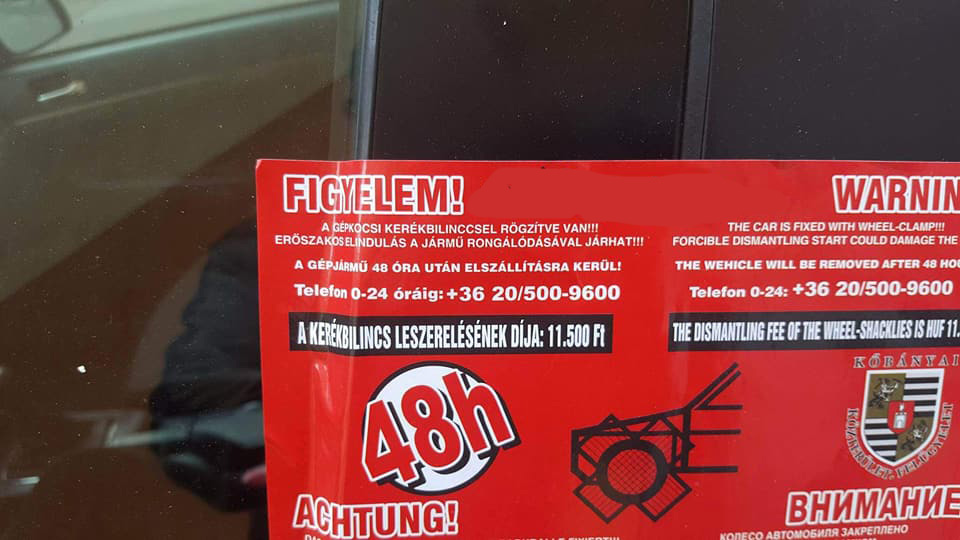 FIGYELEM!
A GÉPKOCSI KERÉKBILINCCSEL RÖGZÍTVE VAN!!!
ERŐSZAKOS ELINDULÁS A JÁRMŰ RONGÁLÓDÁSÁVAL JÁRHAT!!!
A GÉPJÁRMŰ 48 ÓRA UTÁN ELSZÁLLÍTÁSRA KERÜL!
Telefon 0-24 óráig: +36 20/500-9600
A KERÉKBILINCS LESZERELÉSÉNEK DÍJA: 11.500 Ft
48h
ACHTUNG!
WARNIN
THE CAR IS FIXED WITH WHEEL-CLAMP!!!
FORCIBLE DISMANTLING START COULD DAMAGE THE
THE WEHICLE WILL BE REMOVED AFTER 48 HOU
Telefon 0-24: +36 20/500-9600
THE DISMANTLING FEE OF THE WHEEL-SHACKLIES IS HUF 11.
KŐBÁNYAI
KÖZTERÜLET-FELÜGYELET
ВНИМАНИЕ
КОЛЕСО АВТОМОБИЛЯ ЗАКРЕПЛЕНО